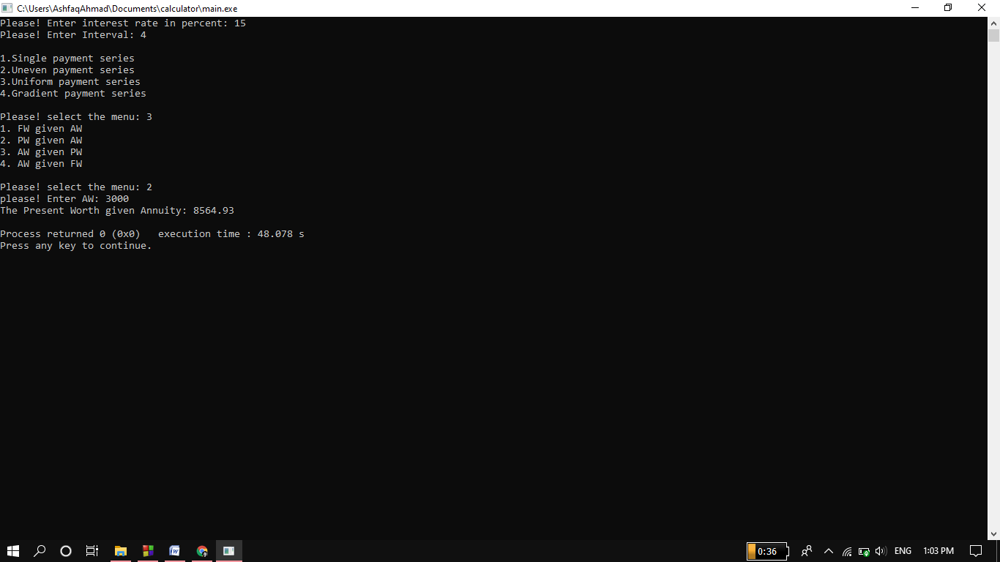 C:\Users\AshfaqAhmad\Documents\calculator\main.exe
Please! Enter interest rate in percent: 15
Please! Enter Interval: 4
1.Single payment series
2.Uneven payment series
3.Uniform payment series
4.Gradient payment series
Please! select the menu: 3
1. FW given AW
2. PW given AW
3. AW given PW
4. AW given FW
Please! select the menu: 2
please! Enter AW: 3000
The Present Worth given Annuity: 8564.93
Process returned 0 (0x0)   execution time : 48.078 s
Press any key to continue.
0:36 ENG 1:03 PM